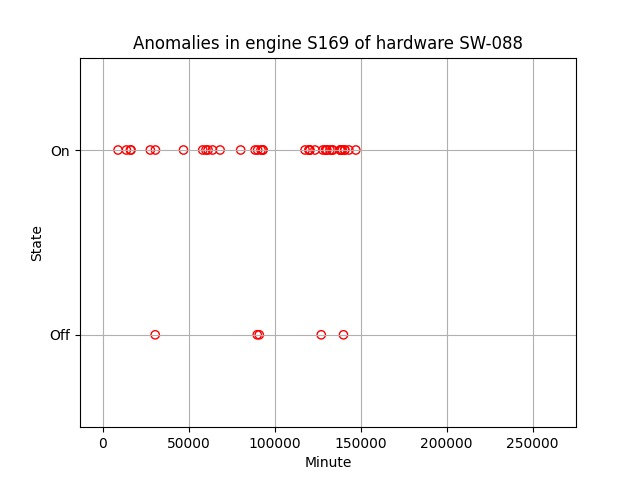 Anomalies in engine S169 of hardware SW-088
On
Off
State
0 50000 100000 150000 200000 250000
Minute